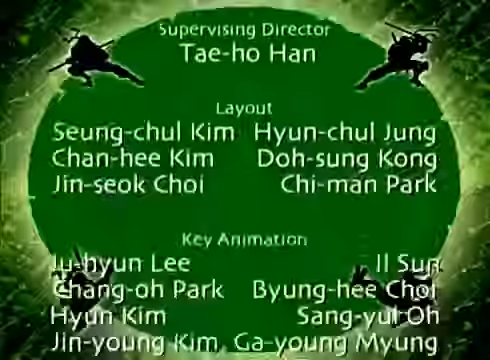 Supervising Director
Tae-ho Han
Layout
Seung-chul Kim Hyun-chul Jung
Chan-hee Kim Doh-sung Kong
Jin-seok Choi Chi-man Park
Key Animation
Ju-hyun Lee Il Sun
Chang-oh Park Byung-hee Choi
Hyun Kim Sang-yul Oh
Jin-young Kim Ga-young Myung